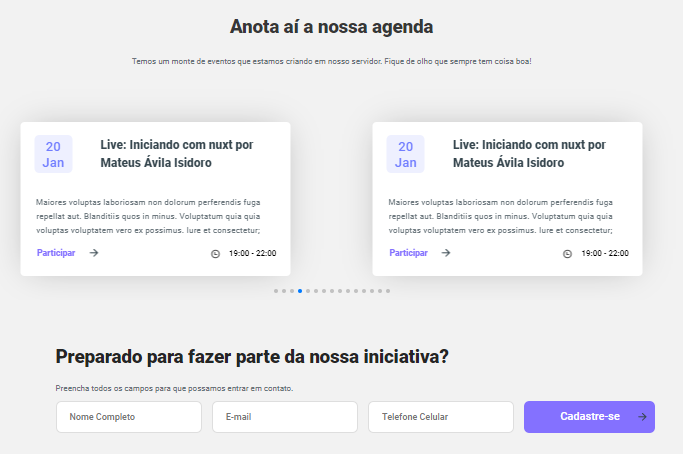 Anota aí a nossa agenda
Temos um monte de eventos que estamos criando em nosso servidor. Fique de olho que sempre tem coisa boa!
20
Jan
Live: Iniciando com nuxt por
Mateus Ávila Isidoro
Maiores voluptas laboriosam non dolorum perferendis fuga
repellat aut. Blanditiis quos in minus. Voluptatum quia quia
voluptas voluptatem vero ex possimus. Iure et consectetur;
Participar
19:00 - 22:00
20
Jan
Live: Iniciando com nuxt por
Mateus Ávila Isidoro
Maiores voluptas laboriosam non dolorum perferendis fuga
repellat aut. Blanditiis quos in minus. Voluptatum quia quia
voluptas voluptatem vero ex possimus. Iure et consectetur;
Participar
19:00 - 22:00
Preparado para fazer parte da nossa iniciativa?
Preencha todos os campos para que possamos entrar em contato.
Nome Completo
E-mail
Telefone Celular
Cadastre-se